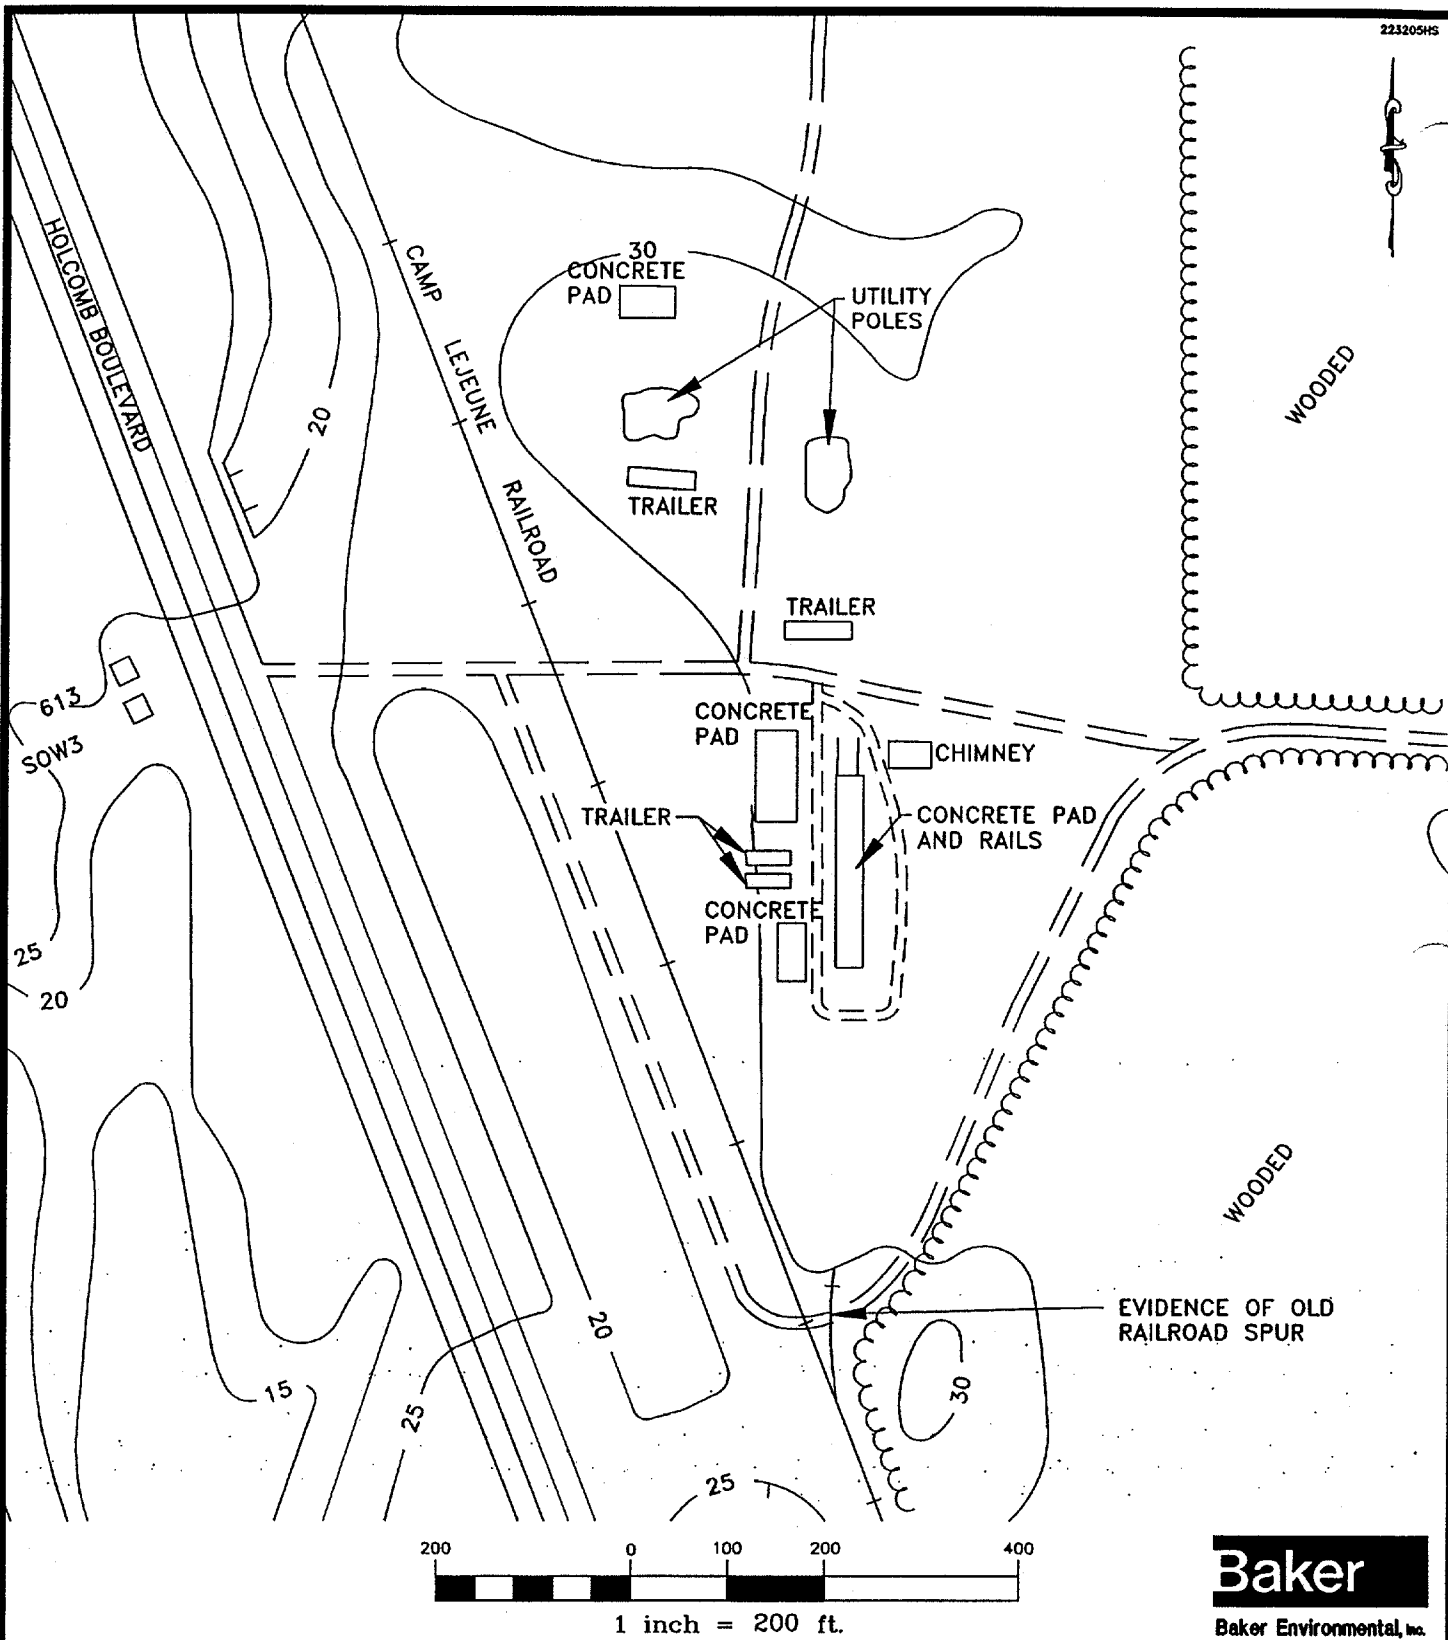 223205HS
HOLCOMB BOULEVARD
CAMP LEJEUNE RAILROAD
30
CONCRETE
PAD
UTILITY
POLES
WOODED
20
TRAILER
TRAILER
613
SOW3
CONCRETE
PAD
CHIMNEY
TRAILER
CONCRETE PAD
AND RAILS
CONCRETE
PAD
25
20
WOODED
EVIDENCE OF OLD
RAILROAD SPUR
20
15
25
30
25
200 0 100 200 400
1 inch = 200 ft.
Baker
Baker Environmental, Inc.